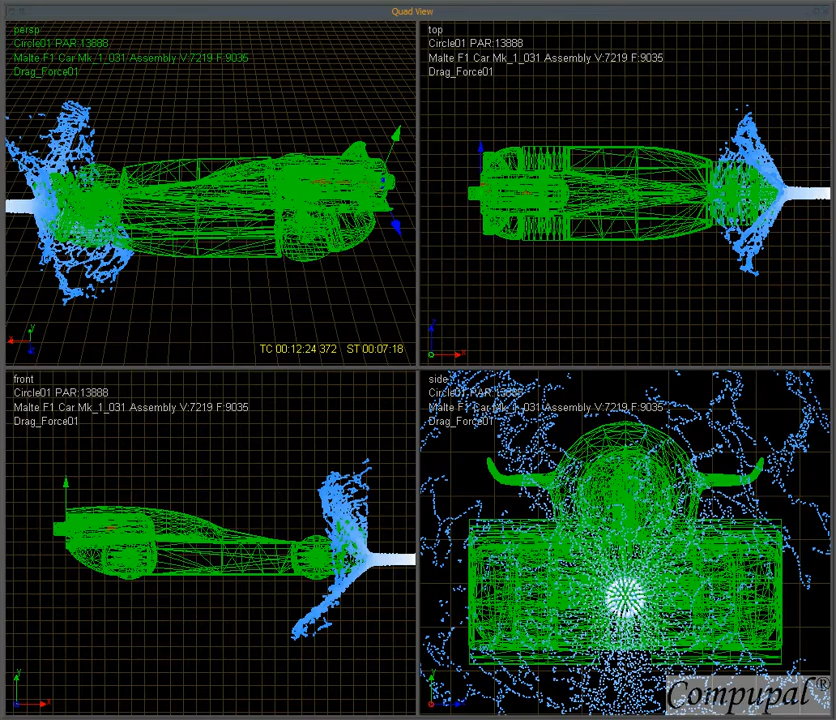 Quad View
persp
Circle01 PAR:13888
Malte F1 Car Mk_1_031 Assembly V:7219 F:9035
Drag_Force01
TC 00:12:24 372 ST 00:07:18
top
Circle01 PAR:13888
Malte F1 Car Mk_1_031 Assembly V:7219 F:9035
Drag_Force01
front
Circle01 PAR:13888
Malte F1 Car Mk_1_031 Assembly V:7219 F:9035
Drag_Force01
side
Circle01 PAR:13888
Malte F1 Car Mk_1_031 Assembly V:7219 F:9035
Drag_Force01
Compupal®